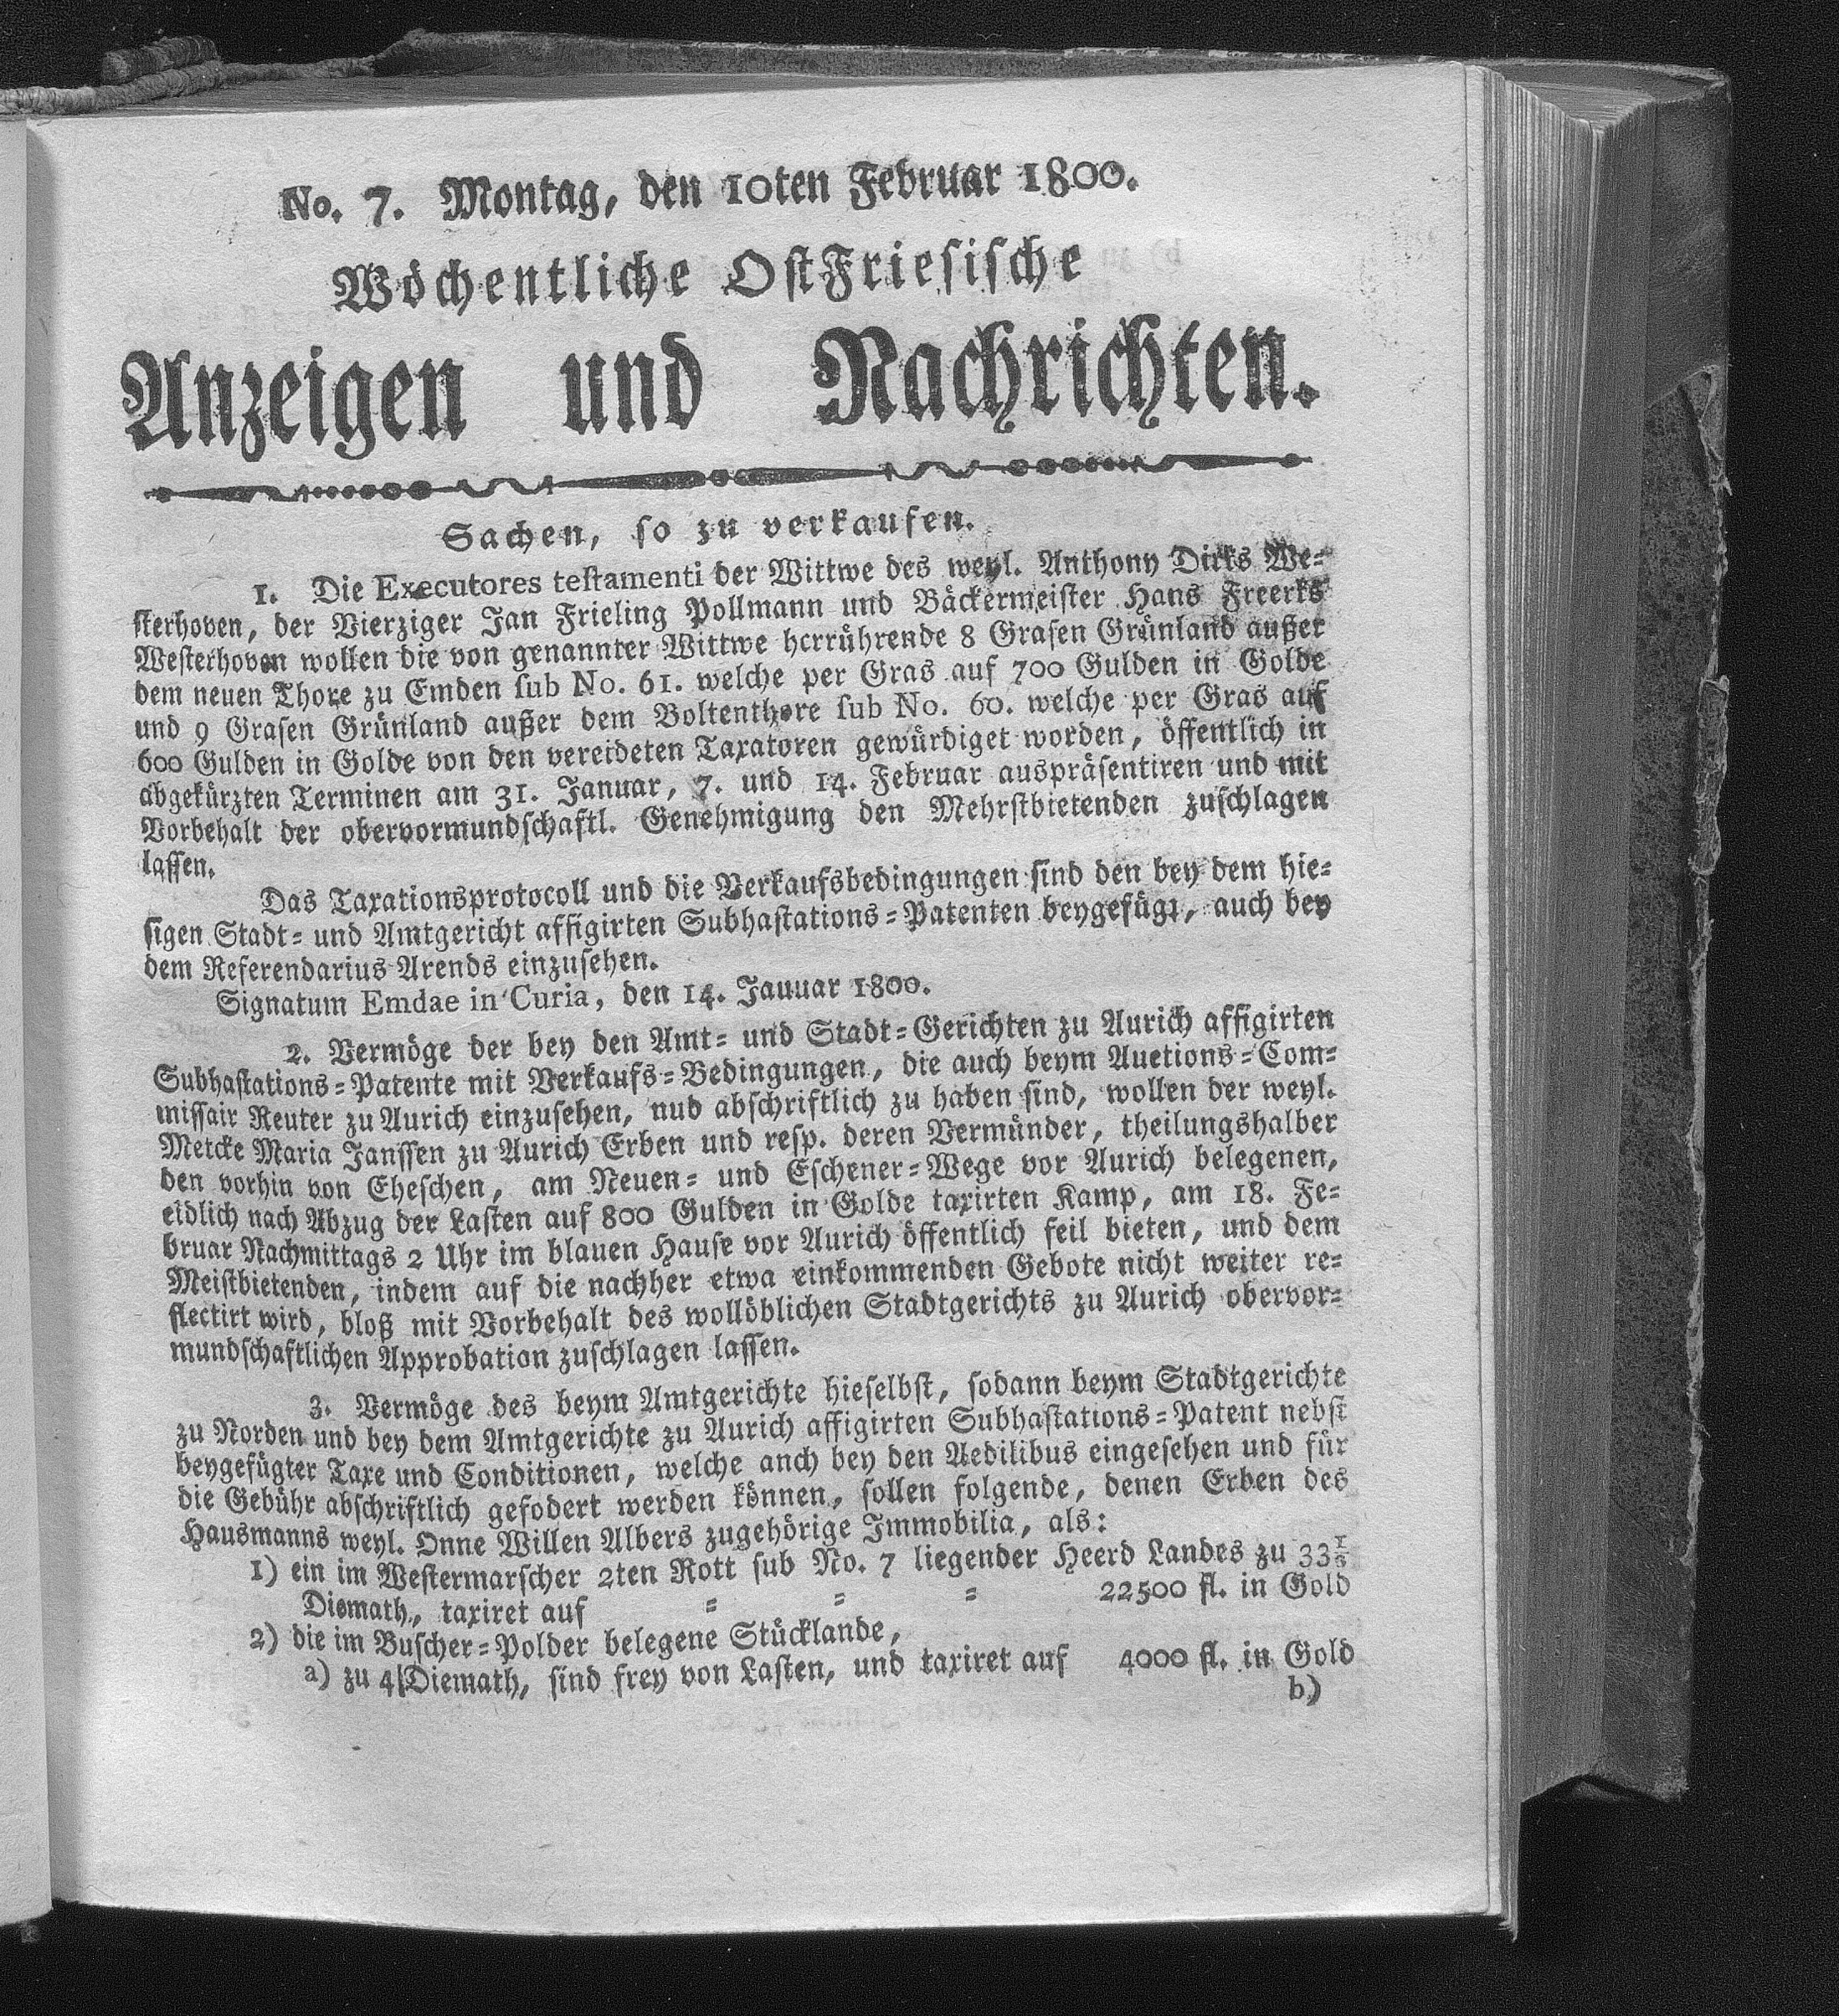 No. 7. Montag, den 10ten Februar 1800.
Wöchentliche OstFriesische
Anzeigen und Nachrichten.
Sachen, so zu verkaufen.
1. Die Executores testamenti der Wittwe des weyl. Anthony Dirks We-
sterhoven, der Vierziger Jan Frieling Pollmann und Bäckermeister Hans Freerks
Westerhoven wollen die von genannter Wittwe herrührende 8 Grasen Grünland außer
dem neuen Thore zu Emden sub No. 61. welche per Gras auf 700 Gulden in Golde
und 9 Grasen Grünland außer dem Boltenthore sub No. 60. welche per Gras auf
600 Gulden in Golde von den vereideten Taxatoren gewürdiget worden, öffentlich in
abgekürzten Terminen am 31. Januar, 7. und 14. Februar auspräsentiren und mit
Vorbehalt der obervormundschaftl. Genehmigung den Mehrstbietenden zuschlagen
lassen.
Das Taxationsprotocoll und die Verkaufsbedingungen sind den bey dem hie-
sigen Stadt- und Amtgericht affigirten Subhastations-Patenten beygefügt, auch bey
dem Referendarius Arends einzusehen.
Signatum Emdae in Curia, den 14. Jauuar 1800.
2. Vermöge der bey den Amt- und Stadt-Gerichten zu Aurich affigirten
Subhastations-Patente mit Verkaufs-Bedingungen, die auch beym Auetions-Com-
missair Reuter zu Aurich einzusehen, nud abschriftlich zu haben sind, wollen der weyl.
Metcke Maria Janssen zu Aurich Erben und resp. deren Vermünder, theilungshalber
den vorhin von Eheschen, am Neuen- und Eschener-Wege vor Aurich belegenen,
eidlich nach Abzug der Lasten auf 800 Gulden in Golde taxirten Kamp, am 18. Fe-
bruar Nachmittags 2 Uhr im blauen Hause vor Aurich öffentlich feil bieten, und dem
Meistbietenden, indem auf die nachher etwa einkommenden Gebote nicht weiter re-
flectirt wird, bloß mit Vorbehalt des wollöblichen Stadtgerichts zu Aurich obervor-
mundschaftlichen Approbation zuschlagen lassen.
3. Vermöge des beym Amtgerichte hieselbst, sodann beym Stadtgerichte
zu Norden und bey dem Amtgerichte zu Aurich affigirten Subhastations-Patent nebst
beygefügter Taxe und Conditionen, welche anch bey den Aedilibus eingesehen und für
die Gebühr abschriftlich gefodert werden können, sollen folgende, denen Erben des
Hausmanns weyl. Onne Willen Albers zugehörige Immobilia, als:
1) ein im Westermarscher 2ten Rott sub No. 7 liegender Heerd Landes zu
Diemath, taxiret auf = = = 22500 fl. in Gold
2) die im Buscher-Polder belegene Stücklande,
a) zu 4 Diemath, sind frey von Lasten, und taxiret auf 4000 fl. in Gold
b)